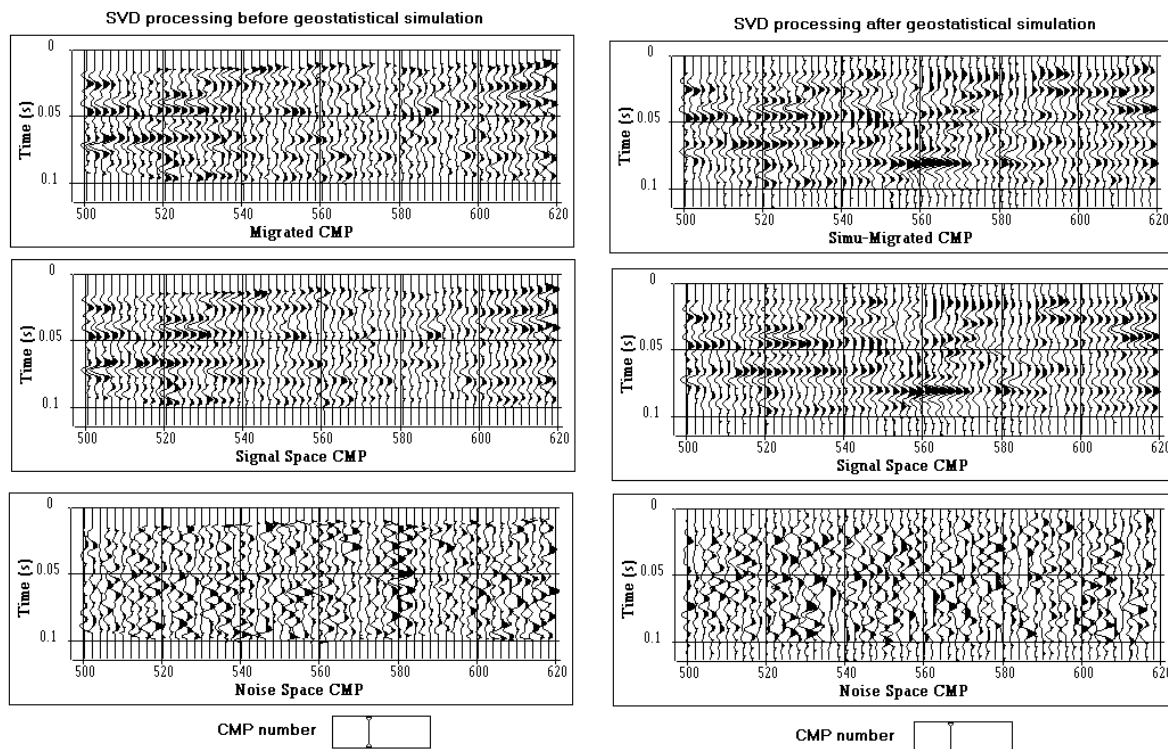 SVD processing before geostatistical simulation
0
0.05
0.1
Time (s)
500 520 540 560 580 600 620
Migrated CMP
0
0.05
0.1
Time (s)
500 520 540 560 580 600 620
Signal Space CMP
0
0.05
0.1
Time (s)
500 520 540 560 580 600 620
Noise Space CMP
CMP number
SVD processing after geostatistical simulation
0
0.05
0.1
Time (s)
500 520 540 560 580 600 620
Simu-Migrated CMP
0
0.05
0.1
Time (s)
500 520 540 560 580 600 620
Signal Space CMP
0
0.05
0.1
Time (s)
500 520 540 560 580 600 620
Noise Space CMP
CMP number